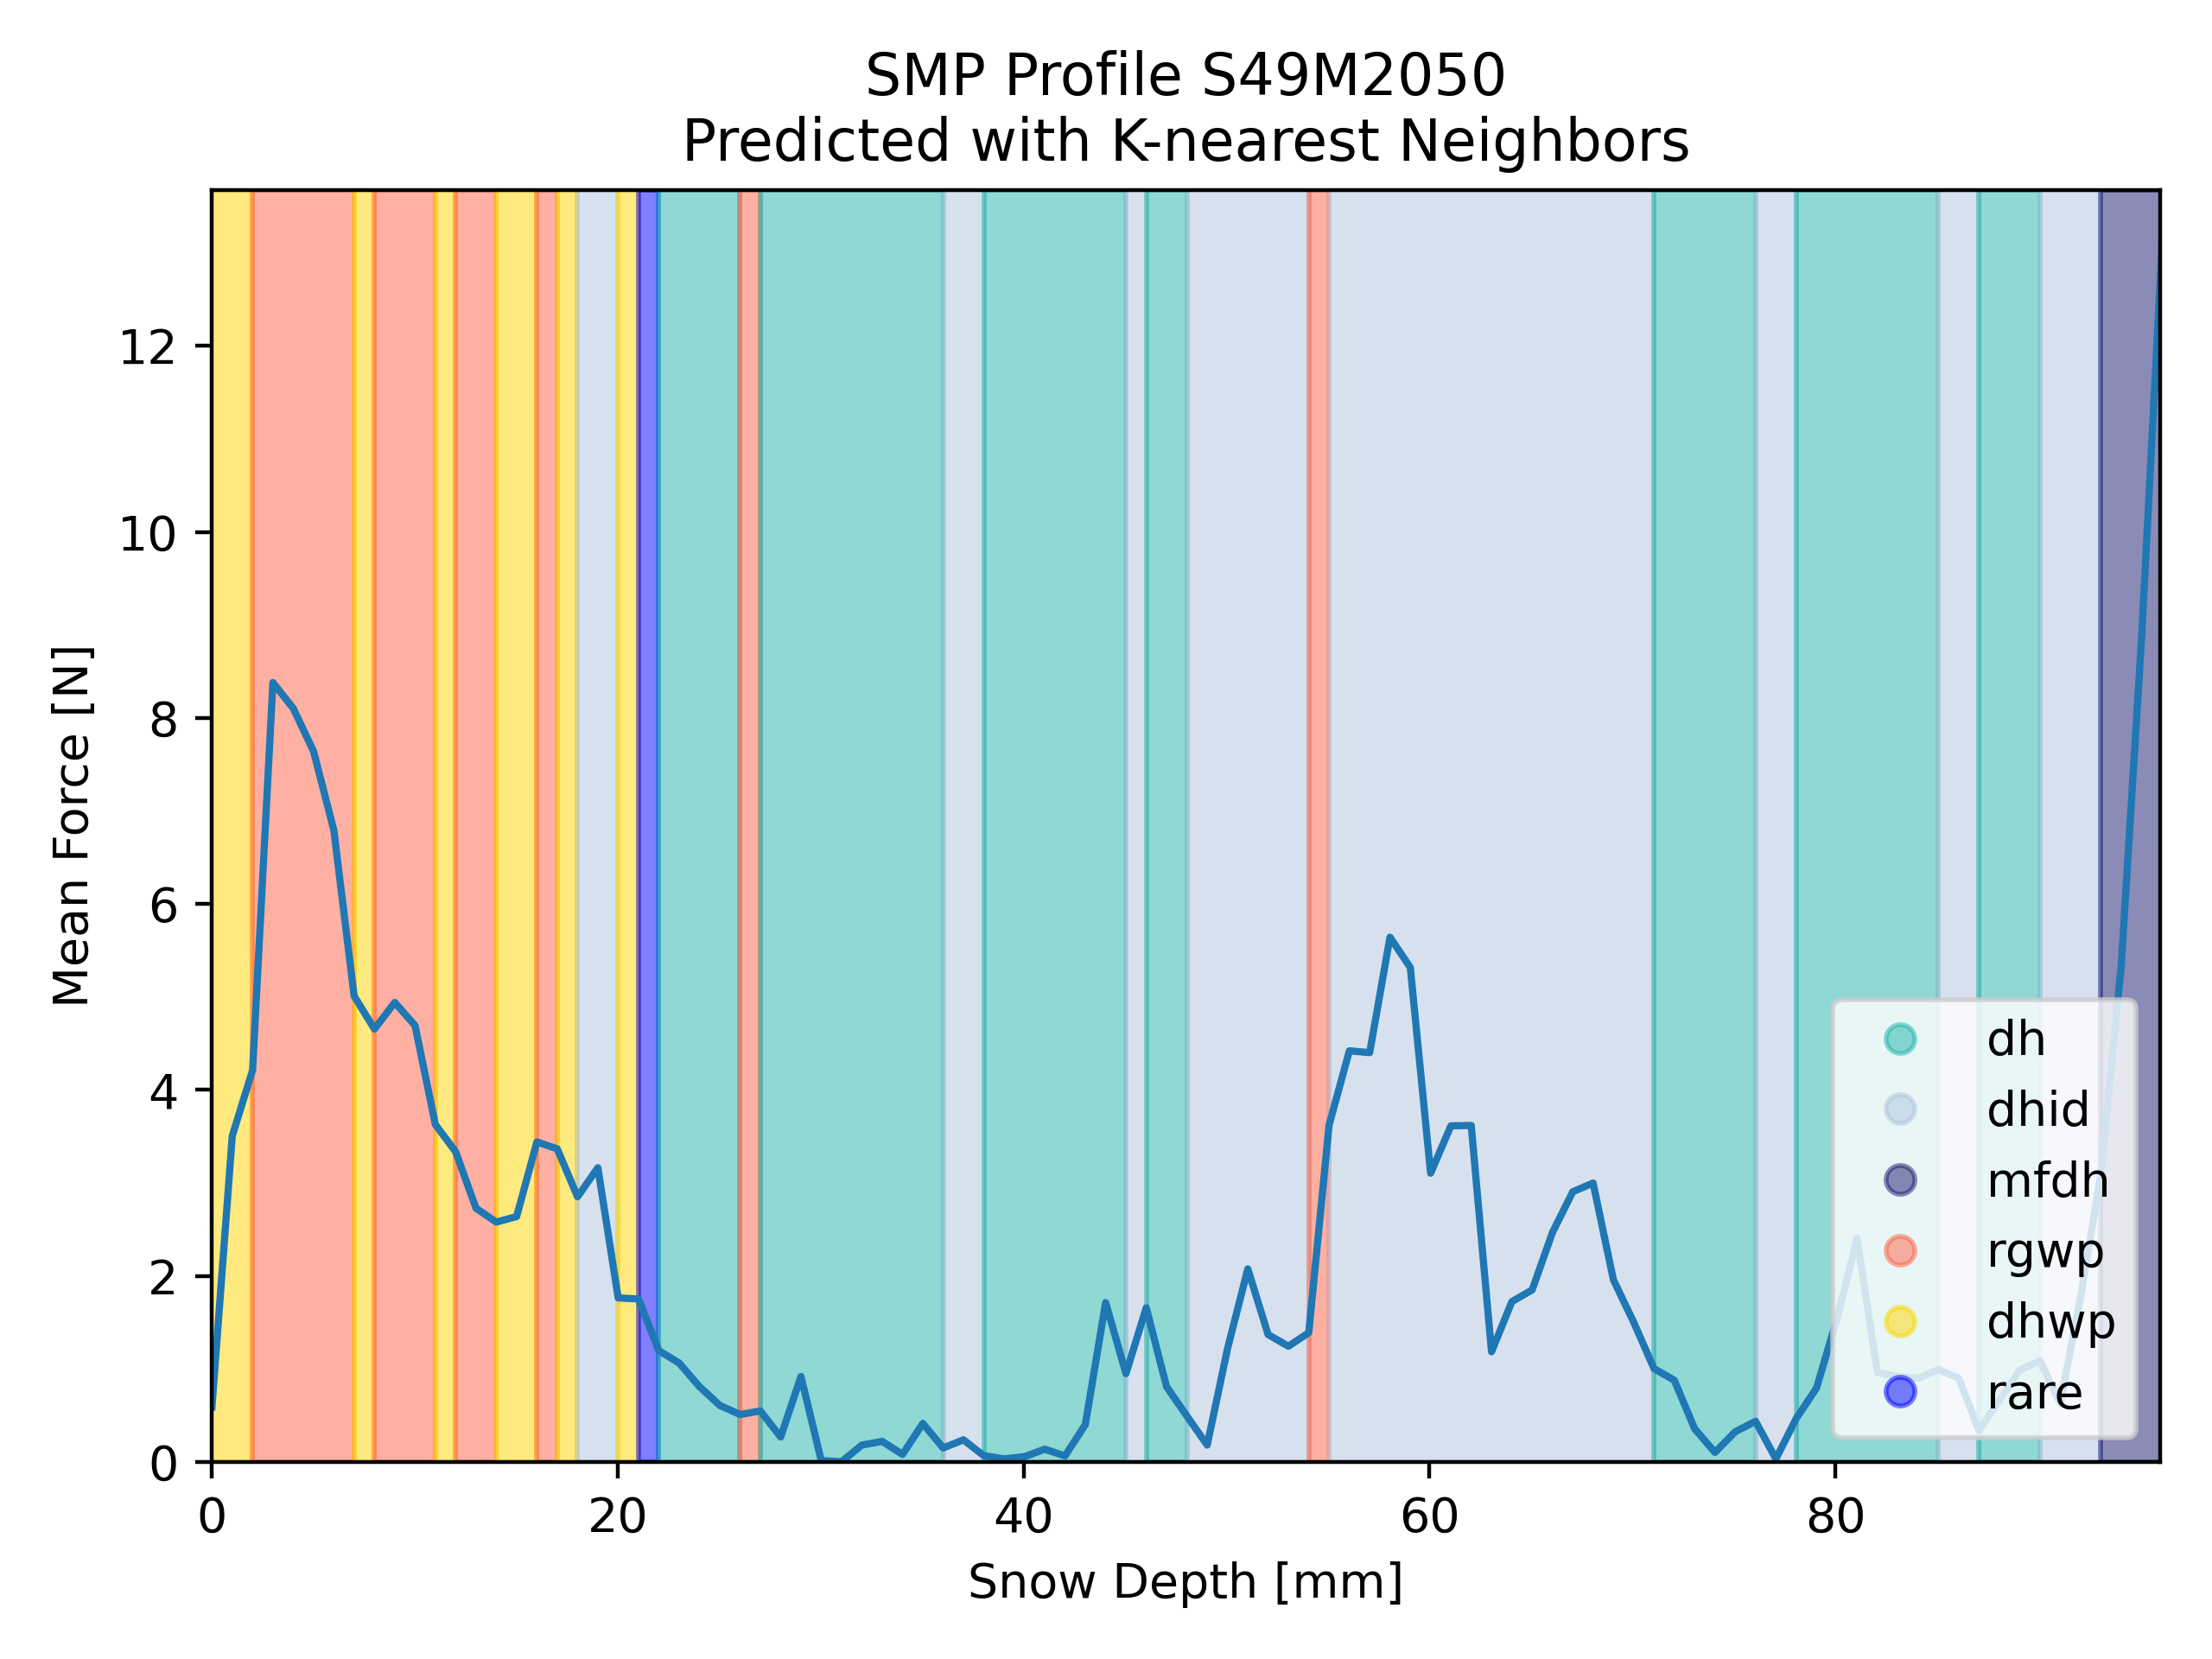 SMP Profile S49M2050
Predicted with K-nearest Neighbors
Mean Force [N]
12
10
8
6
4
2
0
dh
dhid
mfdh
rgwp
dhwp
rare
0 20 40 60 80
Snow Depth [mm]